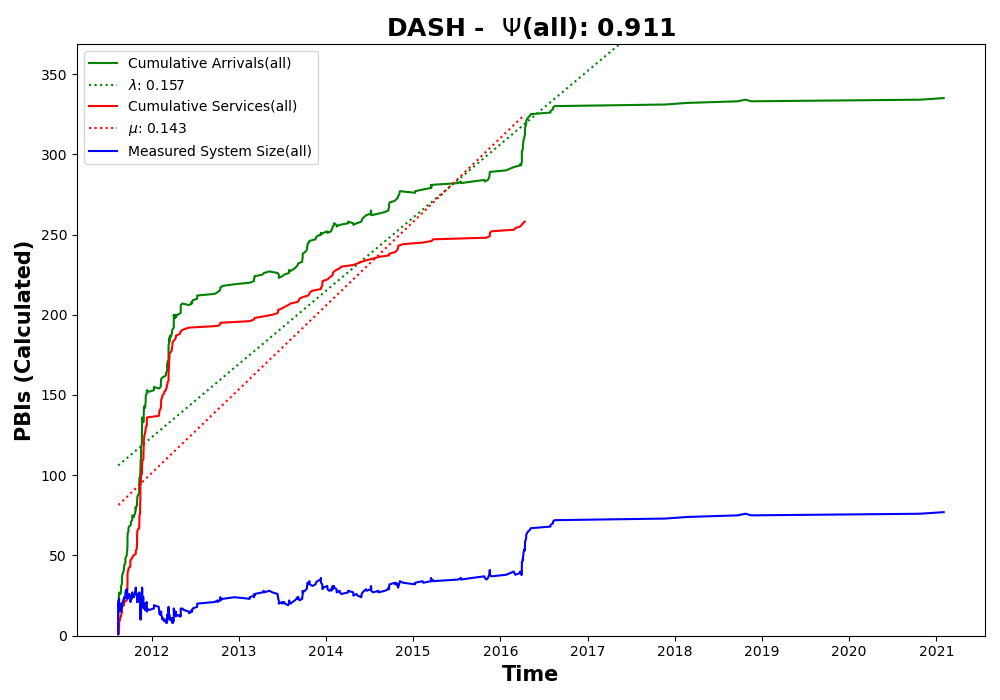 DASH - Ψ(all): 0.911
Cumulative Arrivals(all)
λ: 0.157
Cumulative Services(all)
μ: 0.143
Measured System Size(all)
PBIs (Calculated)
350
300
250
200
150
100
50
0
2012 2013 2014 2015 2016 2017 2018 2019 2020 2021
Time